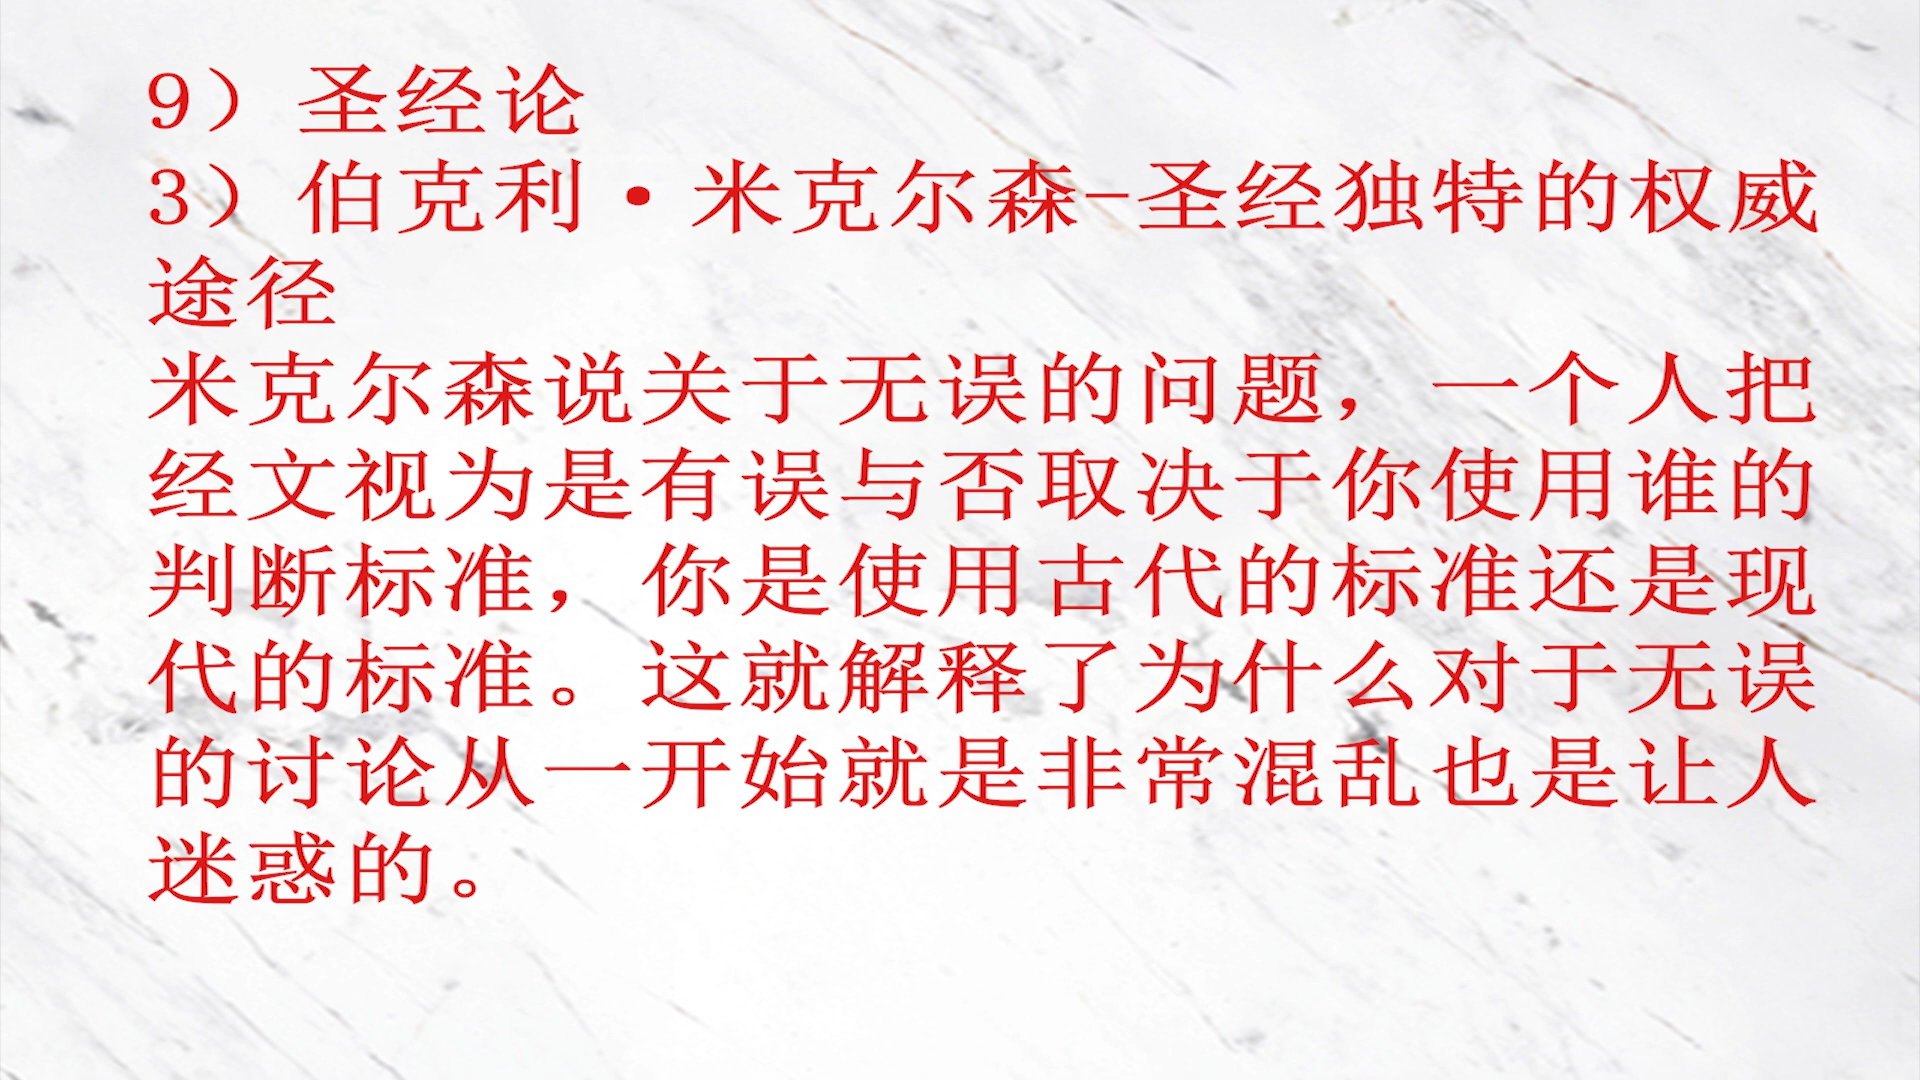 9）圣经论
3）伯克利·米克尔森-圣经独特的权威
途径
米克尔森说关于无误的问题，一个人把
经文视为是有误与否取决于你使用谁的
判断标准，你是使用古代的标准还是现
代的标准。这就解释了为什么对于无误
的讨论从一开始就是非常混乱也是让人
迷惑的。